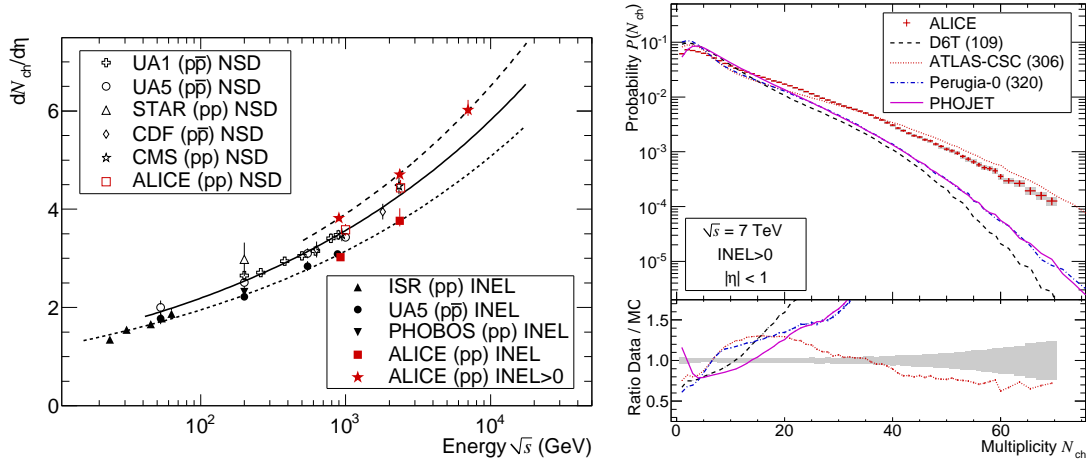 dN_ch/dη
6
4
2
0
10²
10³
10⁴
Energy √s (GeV)
UA1 (pp̅) NSD
UA5 (pp̅) NSD
STAR (pp) NSD
CDF (pp̅) NSD
CMS (pp) NSD
ALICE (pp) NSD
ISR (pp) INEL
UA5 (pp̅) INEL
PHOBOS (pp) INEL
ALICE (pp) INEL
ALICE (pp) INEL>0
Probability P(N_ch)
10⁻¹
10⁻²
10⁻³
10⁻⁴
10⁻⁵
ALICE
D6T (109)
ATLAS-CSC (306)
Perugia-0 (320)
PHOJET
√s = 7 TeV
INEL>0
|η| < 1
Ratio Data / MC
1.5
1.0
0.5
0
20
40
60
Multiplicity N_ch